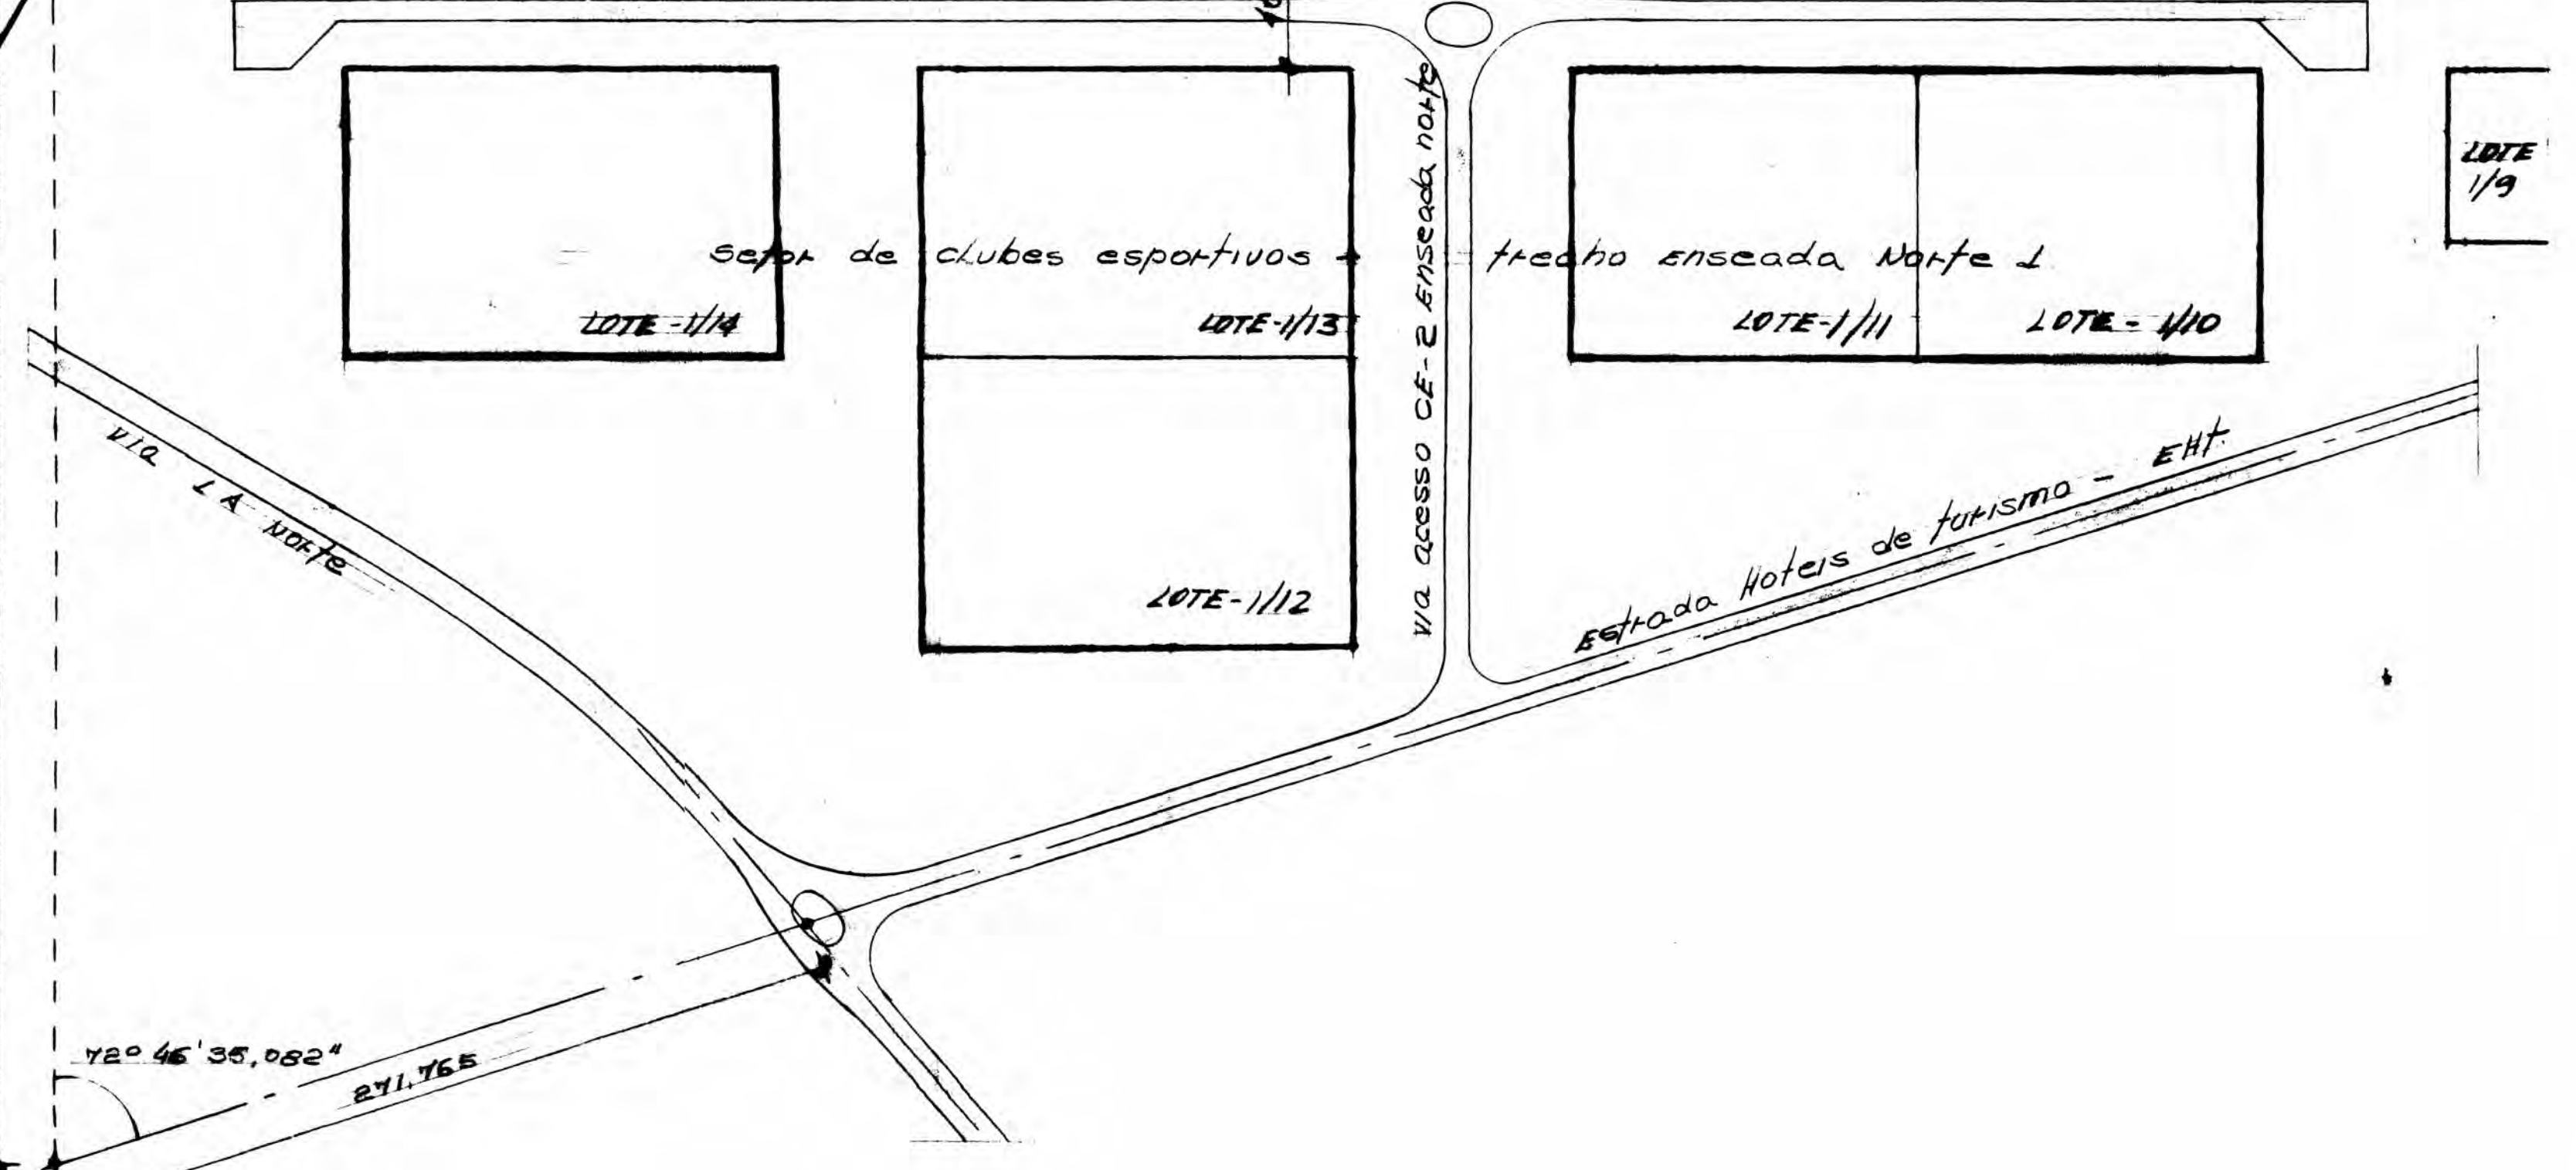 LOTE
1/9
setor de clubes esportivos - trecho Enseada Norte 1
LOTE-1/14
LOTE-1/13
LOTE-1/11
LOTE - 1/10
via acesso CE-2 Enseada norte
VIA LA NORTE
Estrada Hoteis de turismo - EHT.
LOTE-1/12
72° 46' 35,082"
271,765